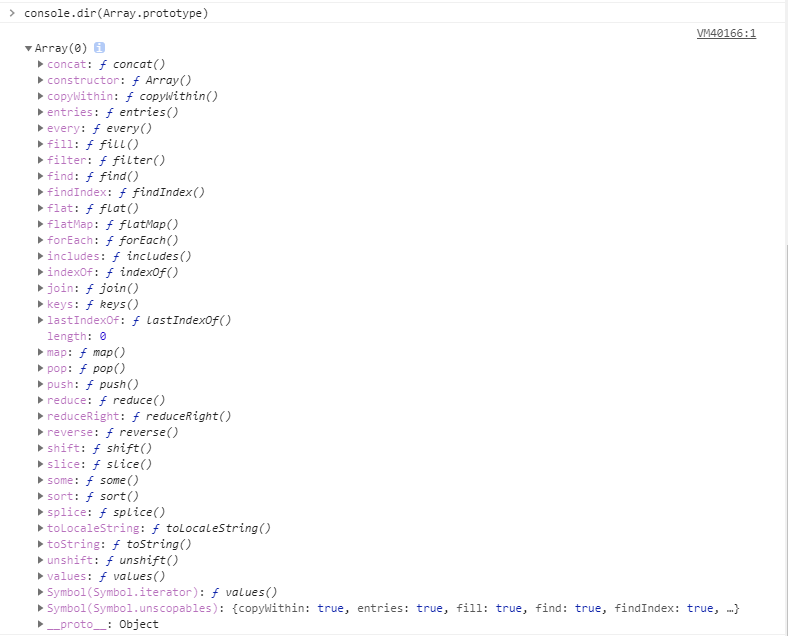 > console.dir(Array.prototype)
VM40166:1
▼Array(0) i
▶concat: ƒ concat()
▶constructor: ƒ Array()
▶copyWithin: ƒ copyWithin()
▶entries: ƒ entries()
▶every: ƒ every()
▶fill: ƒ fill()
▶filter: ƒ filter()
▶find: ƒ find()
▶findIndex: ƒ findIndex()
▶flat: ƒ flat()
▶flatMap: ƒ flatMap()
▶forEach: ƒ forEach()
▶includes: ƒ includes()
▶indexOf: ƒ indexOf()
▶join: ƒ join()
▶keys: ƒ keys()
▶lastIndexOf: ƒ lastIndexOf()
length: 0
▶map: ƒ map()
▶pop: ƒ pop()
▶push: ƒ push()
▶reduce: ƒ reduce()
▶reduceRight: ƒ reduceRight()
▶reverse: ƒ reverse()
▶shift: ƒ shift()
▶slice: ƒ slice()
▶some: ƒ some()
▶sort: ƒ sort()
▶splice: ƒ splice()
▶toLocaleString: ƒ toLocaleString()
▶toString: ƒ toString()
▶unshift: ƒ unshift()
▶values: ƒ values()
▶Symbol(Symbol.iterator): ƒ values()
▶Symbol(Symbol.unscopables): {copyWithin: true, entries: true, fill: true, find: true, findIndex: true, …}
▶__proto__: Object